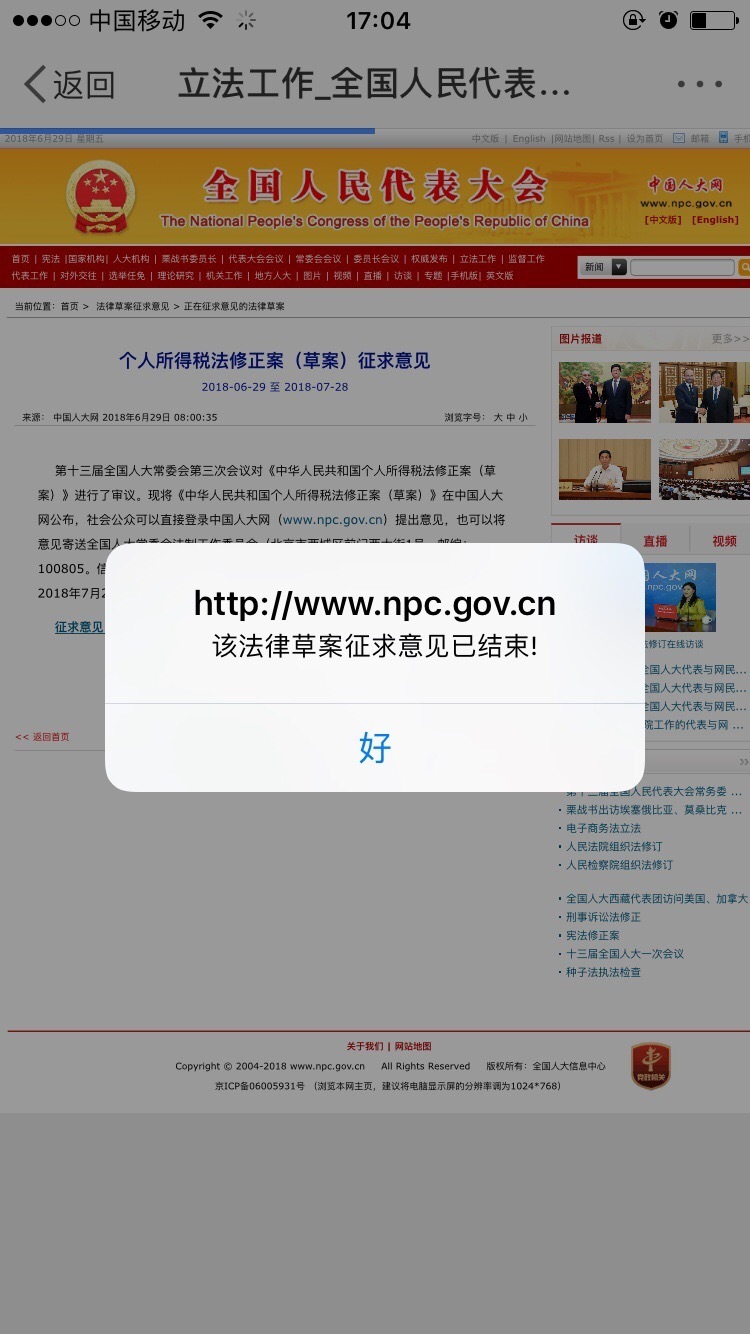 中国移动
17:04
返回
立法工作_全国人民代表...
2018年6月29日 星期五
中文版 | English |网站地图| Rss | 设为首页 邮箱 手机
全国人民代表大会
The National People's Congress of the People's Republic of China
中国人大网
www.npc.gov.cn
[中文版] [English]
首页 | 宪法 |国家机构| 人大机构 | 栗战书委员长 | 代表大会会议 | 常委会会议 | 委员长会议 | 权威发布 | 立法工作 | 监督工作
代表工作 | 对外交往 | 选举任免 | 理论研究 | 机关工作 | 地方人大 | 图片 | 视频 | 直播 | 访谈 | 专题 |手机版| 英文版
新闻
当前位置：首页 > 法律草案征求意见 > 正在征求意见的法律草案
个人所得税法修正案（草案）征求意见
2018-06-29 至 2018-07-28
来源： 中国人大网 2018年6月29日 08:00:35
浏览字号： 大 中 小
第十三届全国人大常委会第三次会议对《中华人民共和国个人所得税法修正案（草
案）》进行了审议。现将《中华人民共和国个人所得税法修正案（草案）》在中国人大
网公布，社会公众可以直接登录中国人大网（www.npc.gov.cn）提出意见，也可以将
意见寄送全国人大常委会法制工作委员会（北京市西城区前门西大街1号，邮编：
100805。信
2018年7月2
征求意见
<< 返回首页
http://www.npc.gov.cn
该法律草案征求意见已结束!
好
图片报道
更多>>
访谈
直播
视频
人大网
npc.gov.cn
法修订在线访谈
全国人大代表与网民...
全国人大代表与网民...
全国人大代表与网民...
院工作的代表与网 ...
第十三届全国人民代表大会常务委 ...
栗战书出访埃塞俄比亚、莫桑比克 ...
电子商务法立法
人民法院组织法修订
人民检察院组织法修订
全国人大西藏代表团访问美国、加拿大
刑事诉讼法修正
宪法修正案
十三届全国人大一次会议
种子法执法检查
关于我们 | 网站地图
Copyright © 2004-2018 www.npc.gov.cn All Rights Reserved 版权所有：全国人大信息中心
京ICP备06005931号 （浏览本网主页，建议将电脑显示屏的分辨率调为1024*768）
党政机关